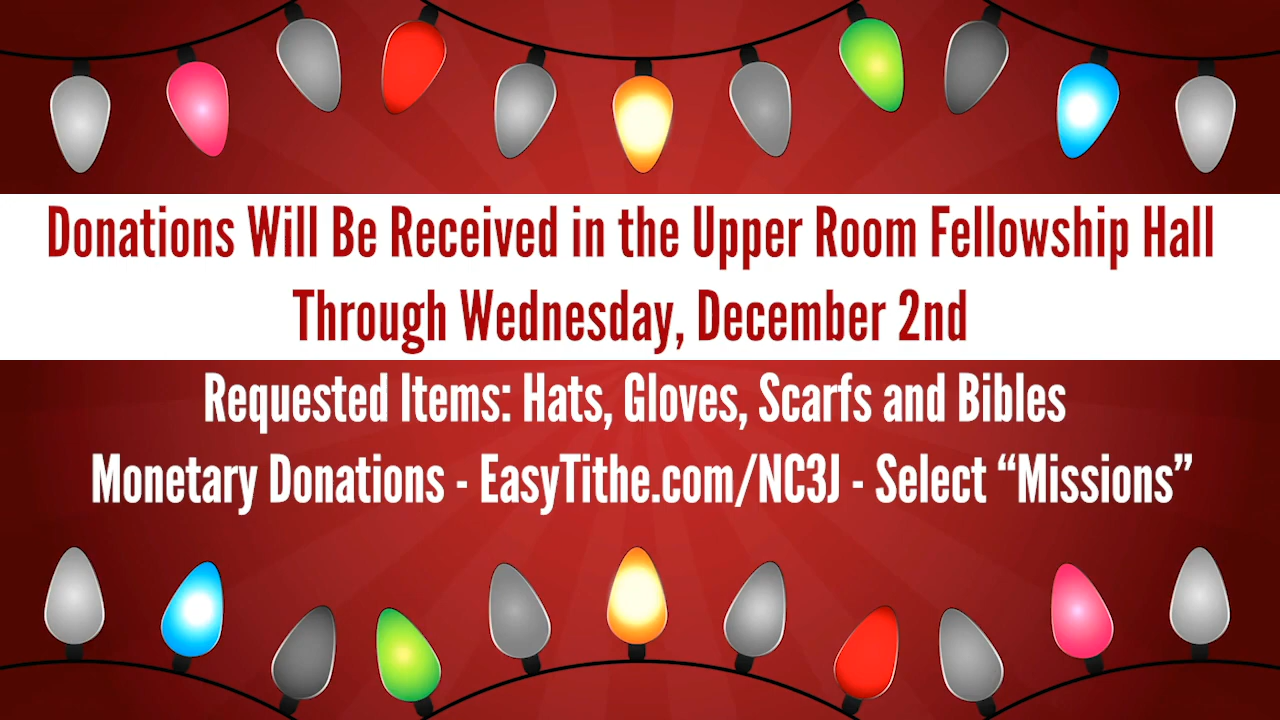 Donations Will Be Received in the Upper Room Fellowship Hall
Through Wednesday, December 2nd
Requested Items: Hats, Gloves, Scarfs and Bibles
Monetary Donations - EasyTithe.com/NC3J - Select “Missions”